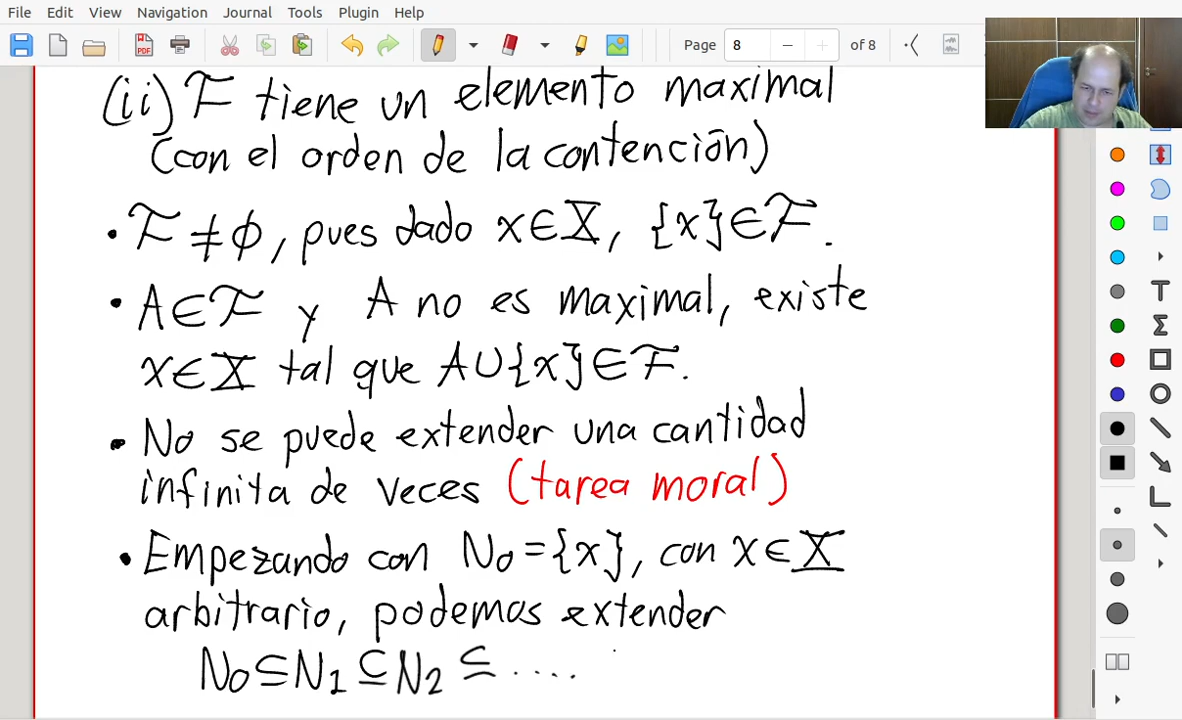 File Edit View Navigation Journal Tools Plugin Help
Page 8 of 8
(ii) ℱ tiene un elemento maximal
(con el orden de la contención)
• ℱ ≠ ∅, pues dado x∈X, {x}∈ℱ.
• A∈ℱ y A no es maximal, existe
x∈X tal que A∪{x}∈ℱ.
• No se puede extender una cantidad
infinita de veces (tarea moral)
• Empezando con N₀={x}, con x∈X
arbitrario, podemos extender
N₀⊆N₁⊆N₂⊆....